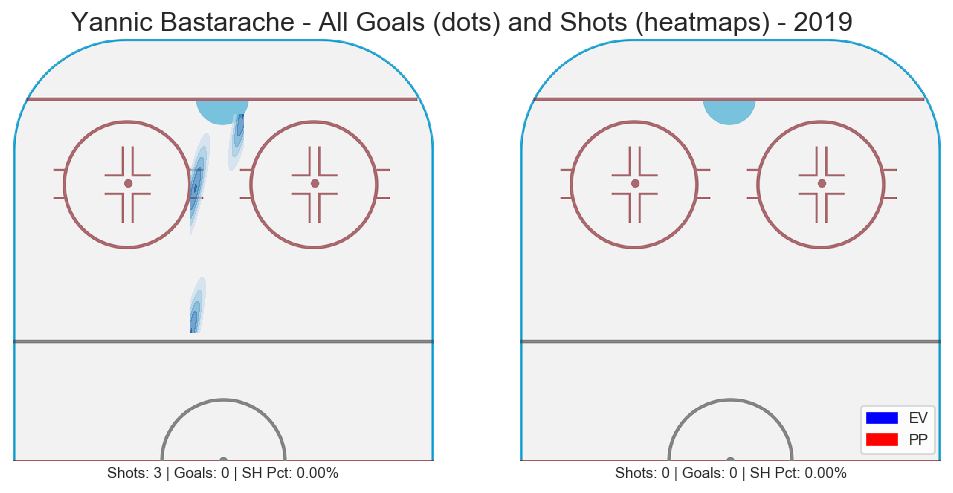 Yannic Bastarache - All Goals (dots) and Shots (heatmaps) - 2019
EV
PP
Shots: 3 | Goals: 0 | SH Pct: 0.00%
Shots: 0 | Goals: 0 | SH Pct: 0.00%